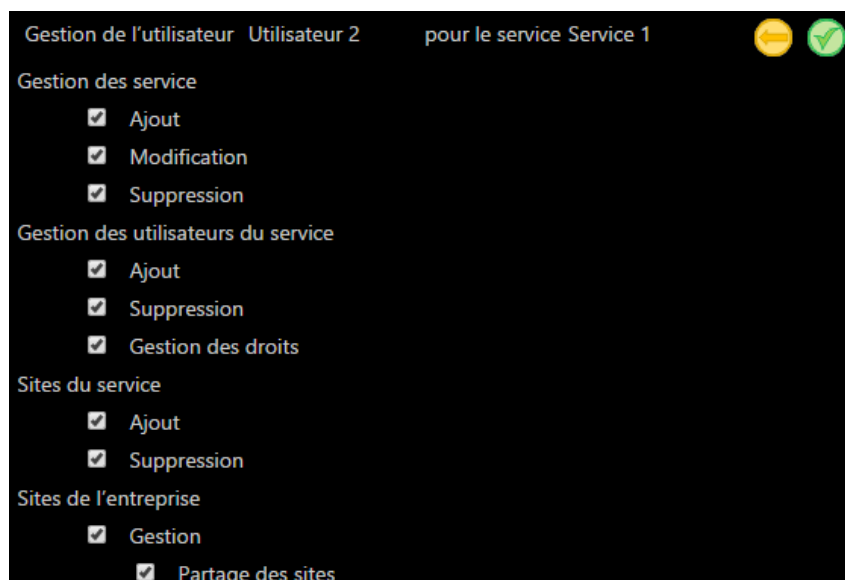 Gestion de l'utilisateur Utilisateur 2 pour le service Service 1
Gestion des service
Ajout
Modification
Suppression
Gestion des utilisateurs du service
Ajout
Suppression
Gestion des droits
Sites du service
Ajout
Suppression
Sites de l'entreprise
Gestion
Partage des sites